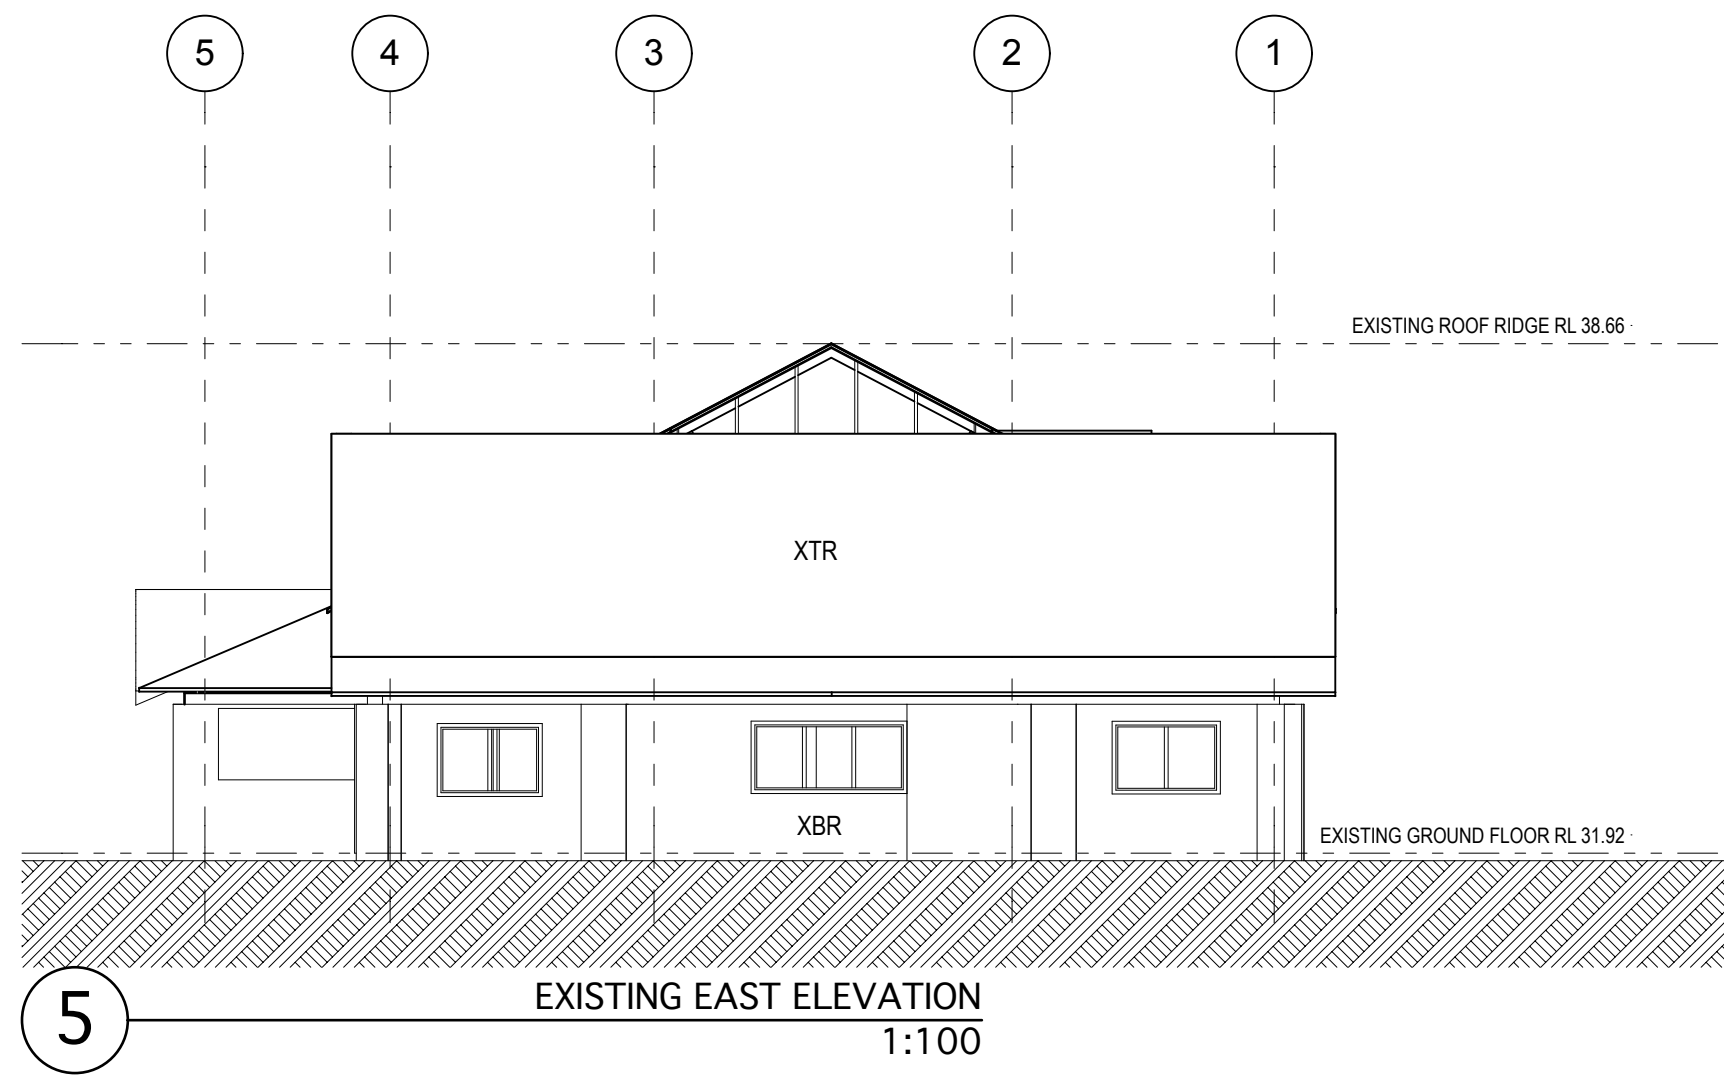 5 4 3 2 1
EXISTING ROOF RIDGE RL 38.66
XTR
XBR
EXISTING GROUND FLOOR RL 31.92
5
EXISTING EAST ELEVATION
1:100